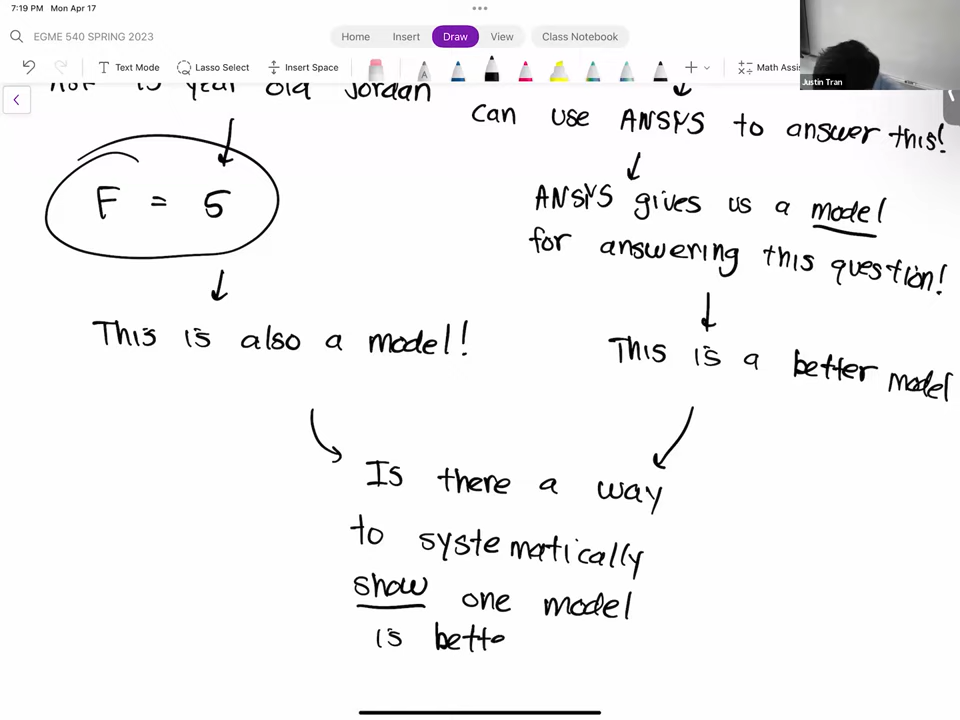 7:19 PM Mon Apr 17
EGME 540 SPRING 2023
Home Insert Draw View Class Notebook
Text Mode Lasso Select Insert Space Math Assis
Justin Tran
year old Jordan
F = 5
This is also a model!
Can use ANSYS to answer this!
ANSYS gives us a model
for answering this question!
This is a better model
Is there a way
to systematically
show one model
is bette